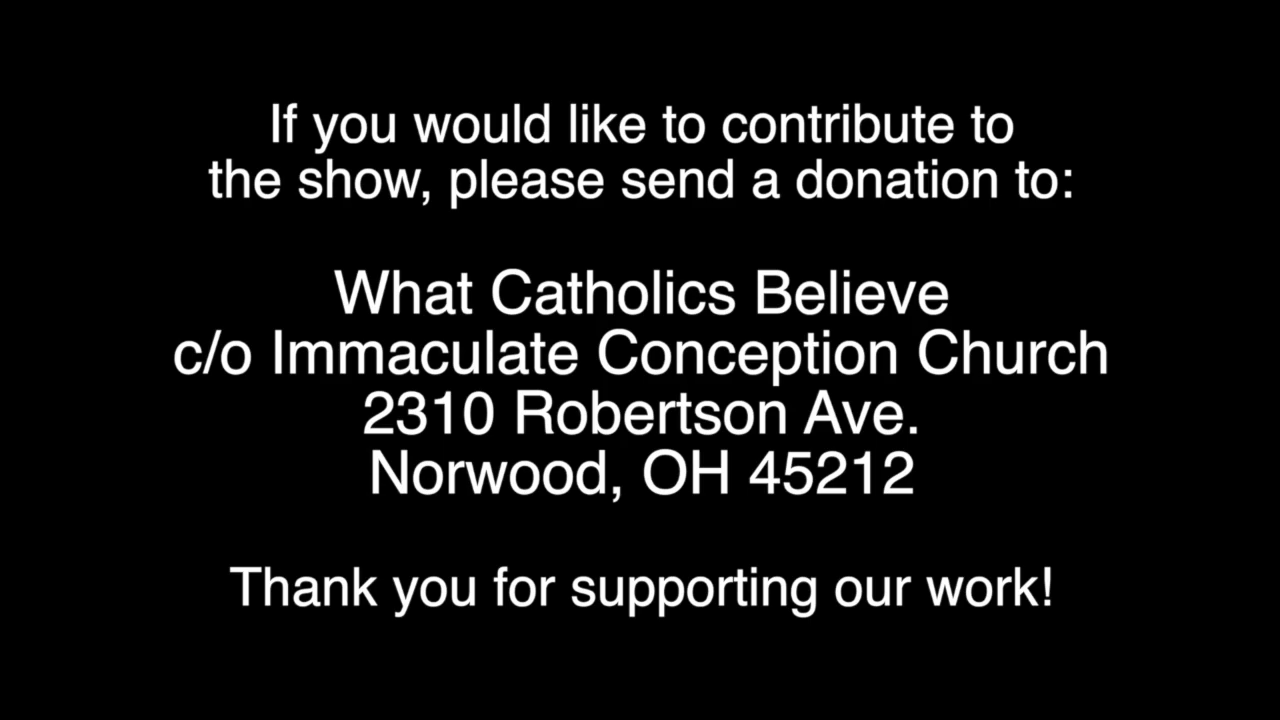 If you would like to contribute to
the show, please send a donation to:
What Catholics Believe
c/o Immaculate Conception Church
2310 Robertson Ave.
Norwood, OH 45212
Thank you for supporting our work!